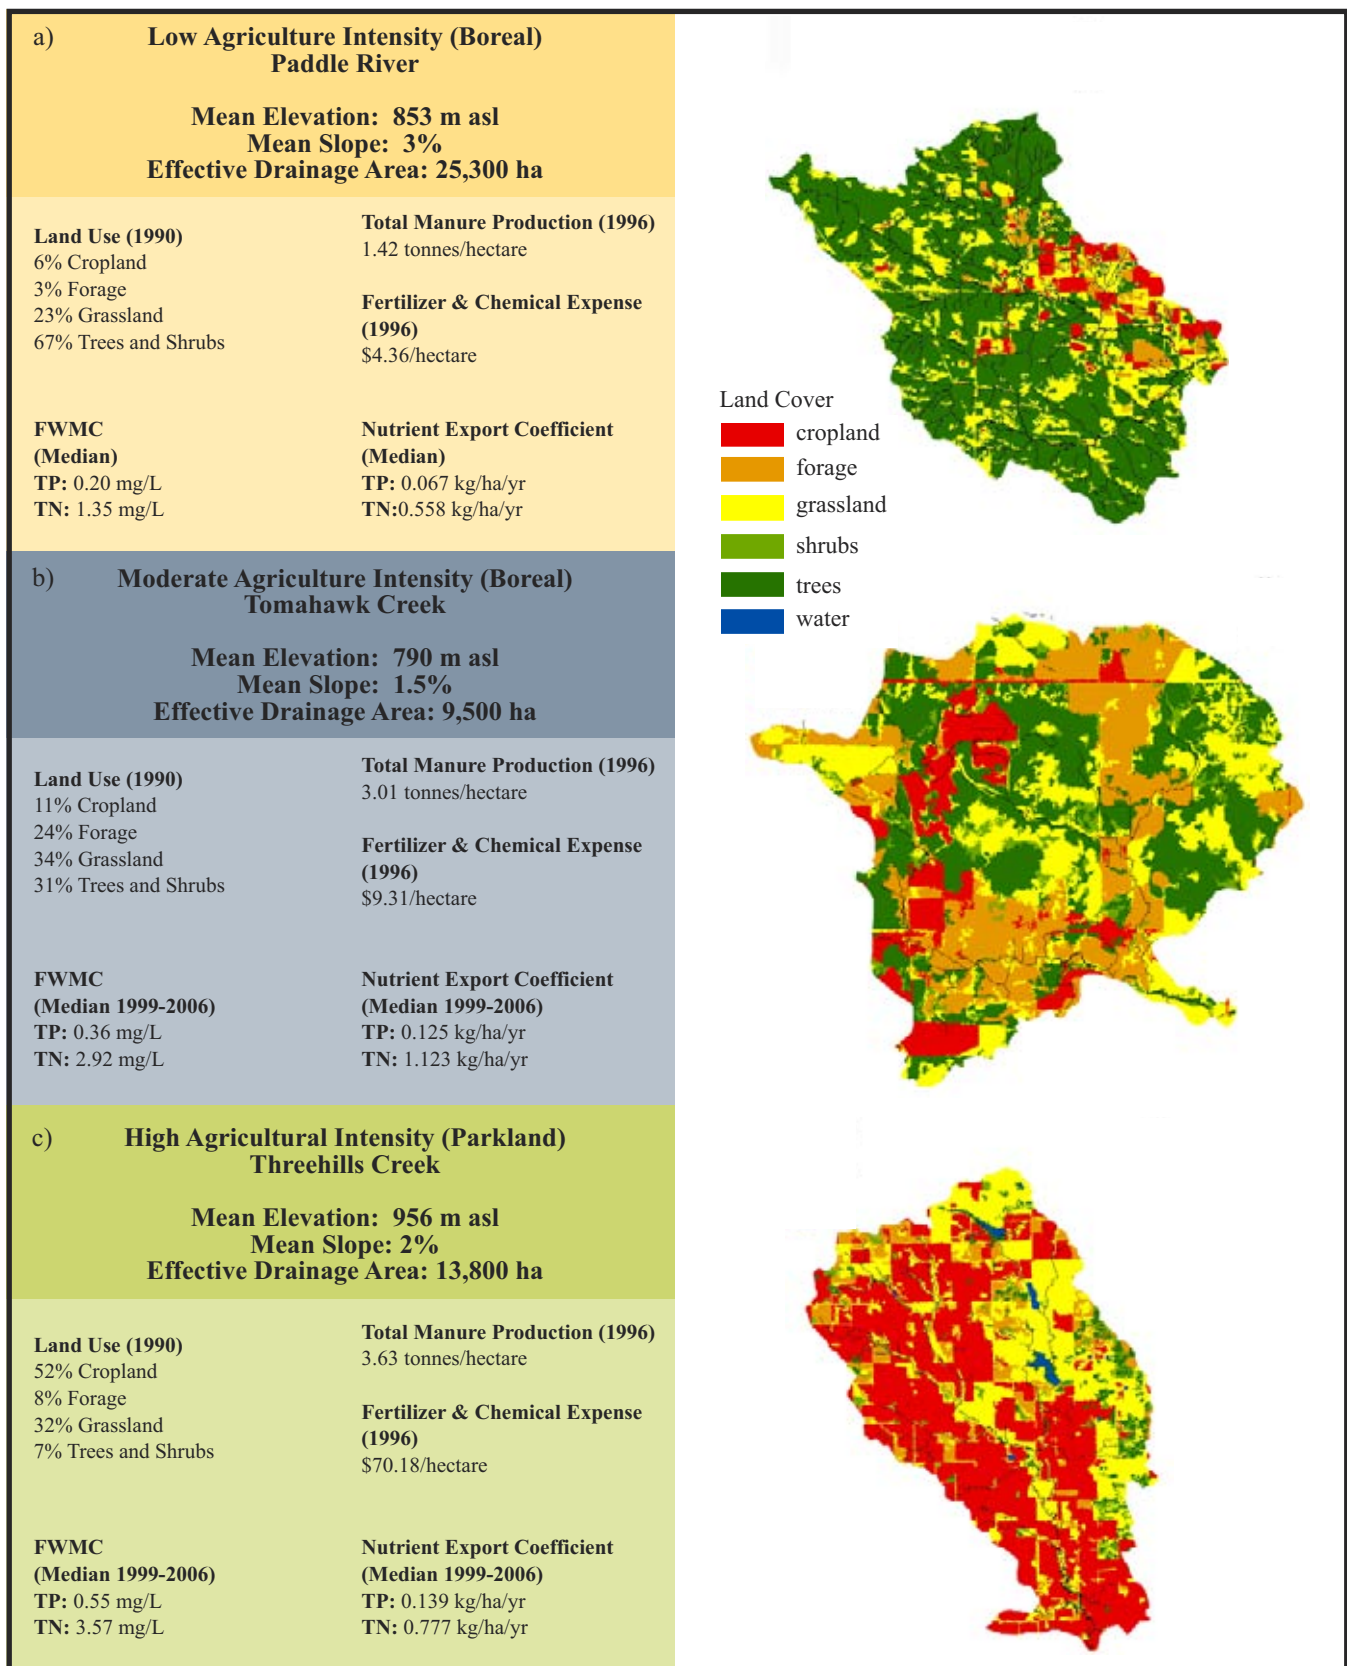 a)
Low Agriculture Intensity (Boreal)
Paddle River
Mean Elevation: 853 m asl
Mean Slope: 3%
Effective Drainage Area: 25,300 ha
Land Use (1990)
6% Cropland
3% Forage
23% Grassland
67% Trees and Shrubs
Total Manure Production (1996)
1.42 tonnes/hectare
Fertilizer & Chemical Expense
(1996)
$4.36/hectare
FWMC
(Median)
TP: 0.20 mg/L
TN: 1.35 mg/L
Nutrient Export Coefficient
(Median)
TP: 0.067 kg/ha/yr
TN:0.558 kg/ha/yr
Land Cover
cropland
forage
grassland
shrubs
trees
water
b)
Moderate Agriculture Intensity (Boreal)
Tomahawk Creek
Mean Elevation: 790 m asl
Mean Slope: 1.5%
Effective Drainage Area: 9,500 ha
Land Use (1990)
11% Cropland
24% Forage
34% Grassland
31% Trees and Shrubs
Total Manure Production (1996)
3.01 tonnes/hectare
Fertilizer & Chemical Expense
(1996)
$9.31/hectare
FWMC
(Median 1999-2006)
TP: 0.36 mg/L
TN: 2.92 mg/L
Nutrient Export Coefficient
(Median 1999-2006)
TP: 0.125 kg/ha/yr
TN: 1.123 kg/ha/yr
c)
High Agricultural Intensity (Parkland)
Threehills Creek
Mean Elevation: 956 m asl
Mean Slope: 2%
Effective Drainage Area: 13,800 ha
Land Use (1990)
52% Cropland
8% Forage
32% Grassland
7% Trees and Shrubs
Total Manure Production (1996)
3.63 tonnes/hectare
Fertilizer & Chemical Expense
(1996)
$70.18/hectare
FWMC
(Median 1999-2006)
TP: 0.55 mg/L
TN: 3.57 mg/L
Nutrient Export Coefficient
(Median 1999-2006)
TP: 0.139 kg/ha/yr
TN: 0.777 kg/ha/yr